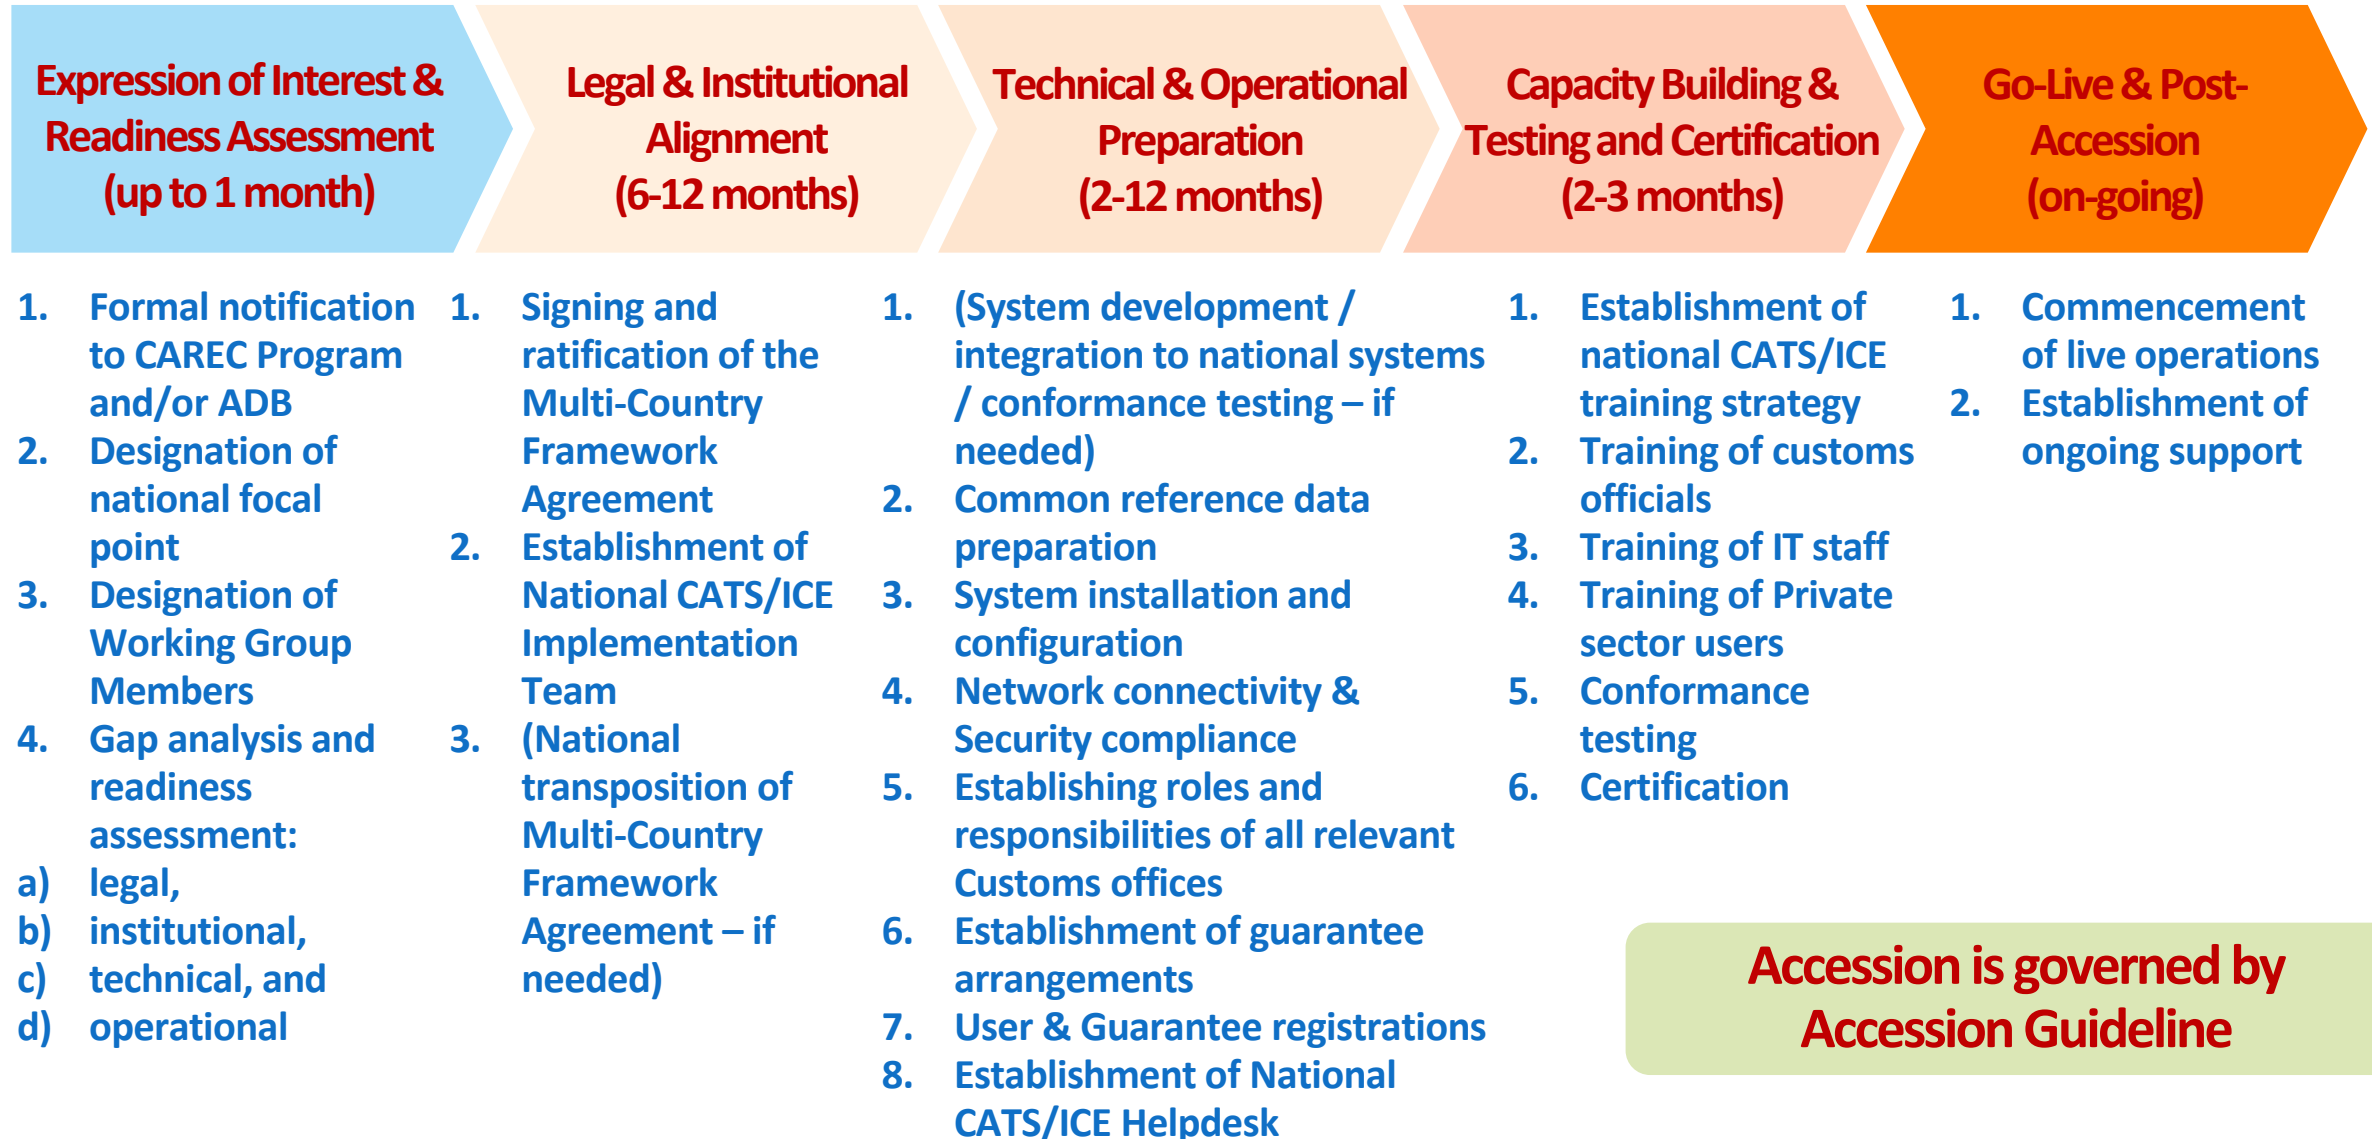 Expression of Interest &
Readiness Assessment
(up to 1 month)
Legal & Institutional
Alignment
(6-12 months)
Technical & Operational
Preparation
(2-12 months)
Capacity Building &
Testing and Certification
(2-3 months)
Go-Live & Post-
Accession
(on-going)
1. Formal notification
to CAREC Program
and/or ADB
2. Designation of
national focal
point
3. Designation of
Working Group
Members
4. Gap analysis and
readiness
assessment:
a) legal,
b) institutional,
c) technical, and
d) operational
1. Signing and
ratification of the
Multi-Country
Framework
Agreement
2. Establishment of
National CATS/ICE
Implementation
Team
3. (National
transposition of
Multi-Country
Framework
Agreement – if
needed)
1. (System development /
integration to national systems
/ conformance testing – if
needed)
2. Common reference data
preparation
3. System installation and
configuration
4. Network connectivity &
Security compliance
5. Establishing roles and
responsibilities of all relevant
Customs offices
6. Establishment of guarantee
arrangements
7. User & Guarantee registrations
8. Establishment of National
CATS/ICE Helpdesk
1. Establishment of
national CATS/ICE
training strategy
2. Training of customs
officials
3. Training of IT staff
4. Training of Private
sector users
5. Conformance
testing
6. Certification
1. Commencement
of live operations
2. Establishment of
ongoing support
Accession is governed by
Accession Guideline